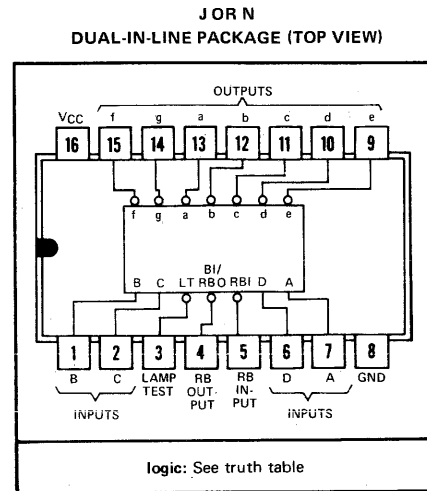 J OR N
DUAL-IN-LINE PACKAGE (TOP VIEW)
OUTPUTS
VCC f g a b c d e
16 15 14 13 12 11 10 9
f g a b c d e
BI/
B C LT RBO RBI D A
1 2 3 4 5 6 7 8
B C LAMP RB RB D A GND
TEST OUT- IN-
PUT PUT
INPUTS INPUTS
logic: See truth table